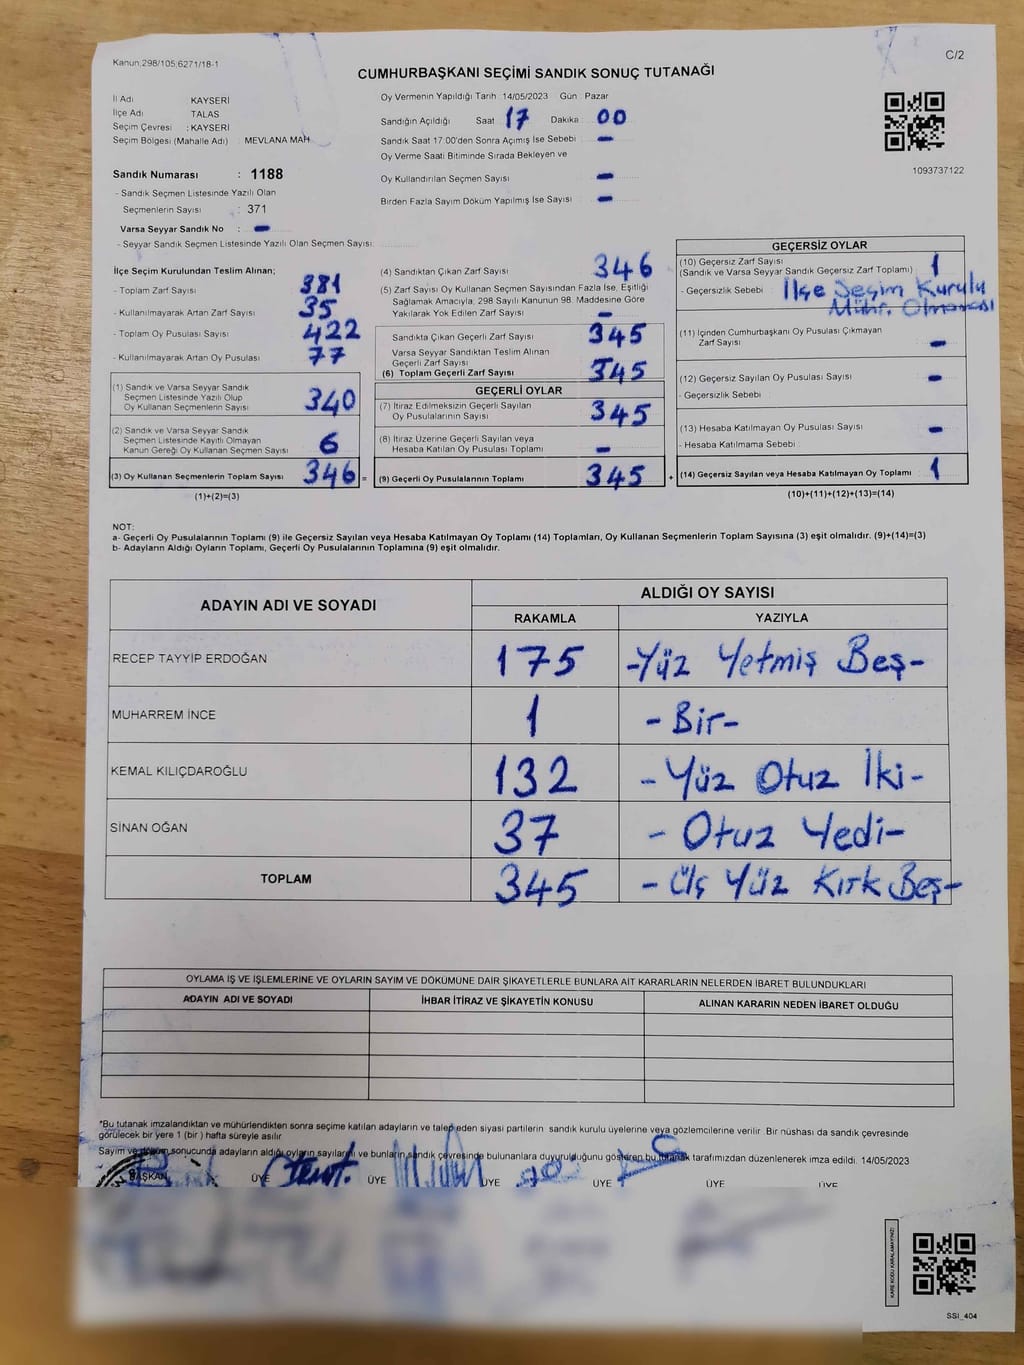 Kanun.298/105;6271/18-1
C/2
CUMHURBAŞKANI SEÇİMİ SANDIK SONUÇ TUTANAĞI
İl Adı KAYSERİ
İlçe Adı TALAS
Seçim Çevresi : KAYSERİ
Seçim Bölgesi (Mahalle Adı) MEVLANA MAH.
Sandık Numarası : 1188
- Sandık Seçmen Listesinde Yazılı Olan
Seçmenlerin Sayısı : 371
Varsa Seyyar Sandık No : -
- Seyyar Sandık Seçmen Listesinde Yazılı Olan Seçmen Sayısı:
Oy Vermenin Yapıldığı Tarih :14/05/2023 Gün : Pazar
Sandığın Açıldığı Saat 17 Dakika 00
Sandık Saat 17:00'den Sonra Açımış İse Sebebi -
Oy Verme Saati Bitiminde Sırada Bekleyen ve
Oy Kullandırılan Seçmen Sayısı -
Birden Fazla Sayım Döküm Yapılmış İse Sayısı -
1093737122
İlçe Seçim Kurulundan Teslim Alınan;
- Toplam Zarf Sayısı 381
- Kullanılmayarak Artan Zarf Sayısı 35
- Toplam Oy Pusulası Sayısı 422
- Kullanılmayarak Artan Oy Pusulası 77
(1) Sandık ve Varsa Seyyar Sandık
Seçmen Listesinde Yazılı Olup
Oy Kullanan Seçmenlerin Sayısı 340
(2) Sandık ve Varsa Seyyar Sandık
Seçmen Listesinde Kayıtlı Olmayan
Kanun Gereği Oy Kullanan Seçmen Sayısı 6
(3) Oy Kullanan Seçmenlerin Toplam Sayısı 346 =
(1)+(2)=(3)
(4) Sandıktan Çıkan Zarf Sayısı 346
(5) Zarf Sayısı Oy Kullanan Seçmen Sayısından Fazla İse, Eşitliği
Sağlamak Amacıyla, 298 Sayılı Kanunun 98. Maddesine Göre
Yakılarak Yok Edilen Zarf Sayısı -
Sandıkta Çıkan Geçerli Zarf Sayısı 345
Varsa Seyyar Sandıktan Teslim Alınan
Geçerli Zarf Sayısı
(6) Toplam Geçerli Zarf Sayısı 345
GEÇERLİ OYLAR
(7) İtiraz Edilmeksizin Geçerli Sayılan
Oy Pusulalarının Sayısı 345
(8) İtiraz Üzerine Geçerli Sayılan veya
Hesaba Katılan Oy Pusulası Toplamı -
(9) Geçerli Oy Pusulalarının Toplamı 345 +
GEÇERSİZ OYLAR
(10) Geçersiz Zarf Sayısı
(Sandık ve Varsa Seyyar Sandık Geçersiz Zarf Toplamı) 1
- Geçersizlik Sebebi : İlçe Seçim Kurulu
Mühr. Olmaması
(11) İçinden Cumhurbaşkanı Oy Pusulası Çıkmayan
Zarf Sayısı -
(12) Geçersiz Sayılan Oy Pusulası Sayısı -
- Geçersizlik Sebebi
(13) Hesaba Katılmayan Oy Pusulası Sayısı -
- Hesaba Katılmama Sebebi :
(14) Geçersiz Sayılan veya Hesaba Katılmayan Oy Toplamı : 1
(10)+(11)+(12)+(13)=(14)
NOT:
a- Geçerli Oy Pusulalarının Toplamı (9) ile Geçersiz Sayılan veya Hesaba Katılmayan Oy Toplamı (14) Toplamları, Oy Kullanan Seçmenlerin Toplam Sayısına (3) eşit olmalıdır. (9)+(14)=(3)
b- Adayların Aldığı Oyların Toplamı, Geçerli Oy Pusulalarının Toplamına (9) eşit olmalıdır.
ADAYIN ADI VE SOYADI ALDIĞI OY SAYISI
RAKAMLA YAZIYLA
RECEP TAYYİP ERDOĞAN 175 -Yüz Yetmiş Beş-
MUHARREM İNCE 1 -Bir-
KEMAL KILIÇDAROĞLU 132 -Yüz Otuz İki-
SİNAN OĞAN 37 -Otuz Yedi-
TOPLAM 345 -Üç Yüz Kırk Beş-
OYLAMA İŞ VE İŞLEMLERİNE VE OYLARIN SAYIM VE DÖKÜMÜNE DAİR ŞİKAYETLERLE BUNLARA AİT KARARLARIN NELERDEN İBARET BULUNDUKLARI
ADAYIN ADI VE SOYADI İHBAR İTİRAZ VE ŞİKAYETİN KONUSU ALINAN KARARIN NEDEN İBARET OLDUĞU
*Bu tutanak imzalandıktan ve mühürlendikten sonra seçime katılan adayların ve talep eden siyasi partilerin sandık kurulu üyelerine veya gözlemcilerine verilir. Bir nüshası da sandık çevresinde
görülecek bir yere 1 (bir ) hafta süreyle asılır
Sayım ve döküm sonucunda adayların aldığı oyların sayılarını ve bunların sandık çevresinde bulunanlara duyurulduğunu gösteren bu tutanak tarafımızdan düzenlenerek imza edildi. 14/05/2023
BAŞKAN ÜYE ÜYE ÜYE ÜYE ÜYE ÜYE
KARE KODU KARALAMAYINIZ!
SSI_404